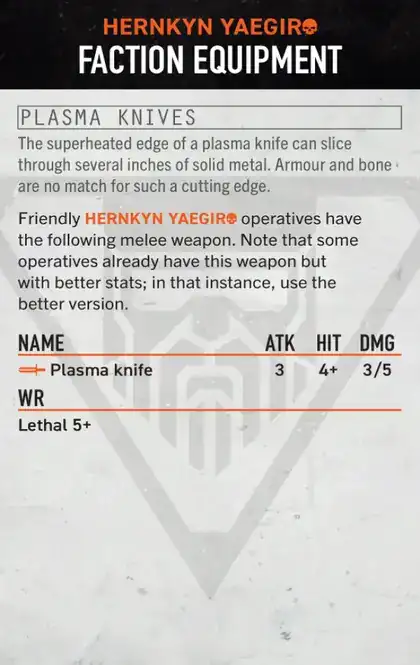 HERNKYN YAEGIR
FACTION EQUIPMENT
PLASMA KNIVES
The superheated edge of a plasma knife can slice
through several inches of solid metal. Armour and bone
are no match for such a cutting edge.
Friendly HERNKYN YAEGIR operatives have
the following melee weapon. Note that some
operatives already have this weapon but
with better stats; in that instance, use the
better version.
NAME ATK HIT DMG
Plasma knife 3 4+ 3/5
WR
Lethal 5+